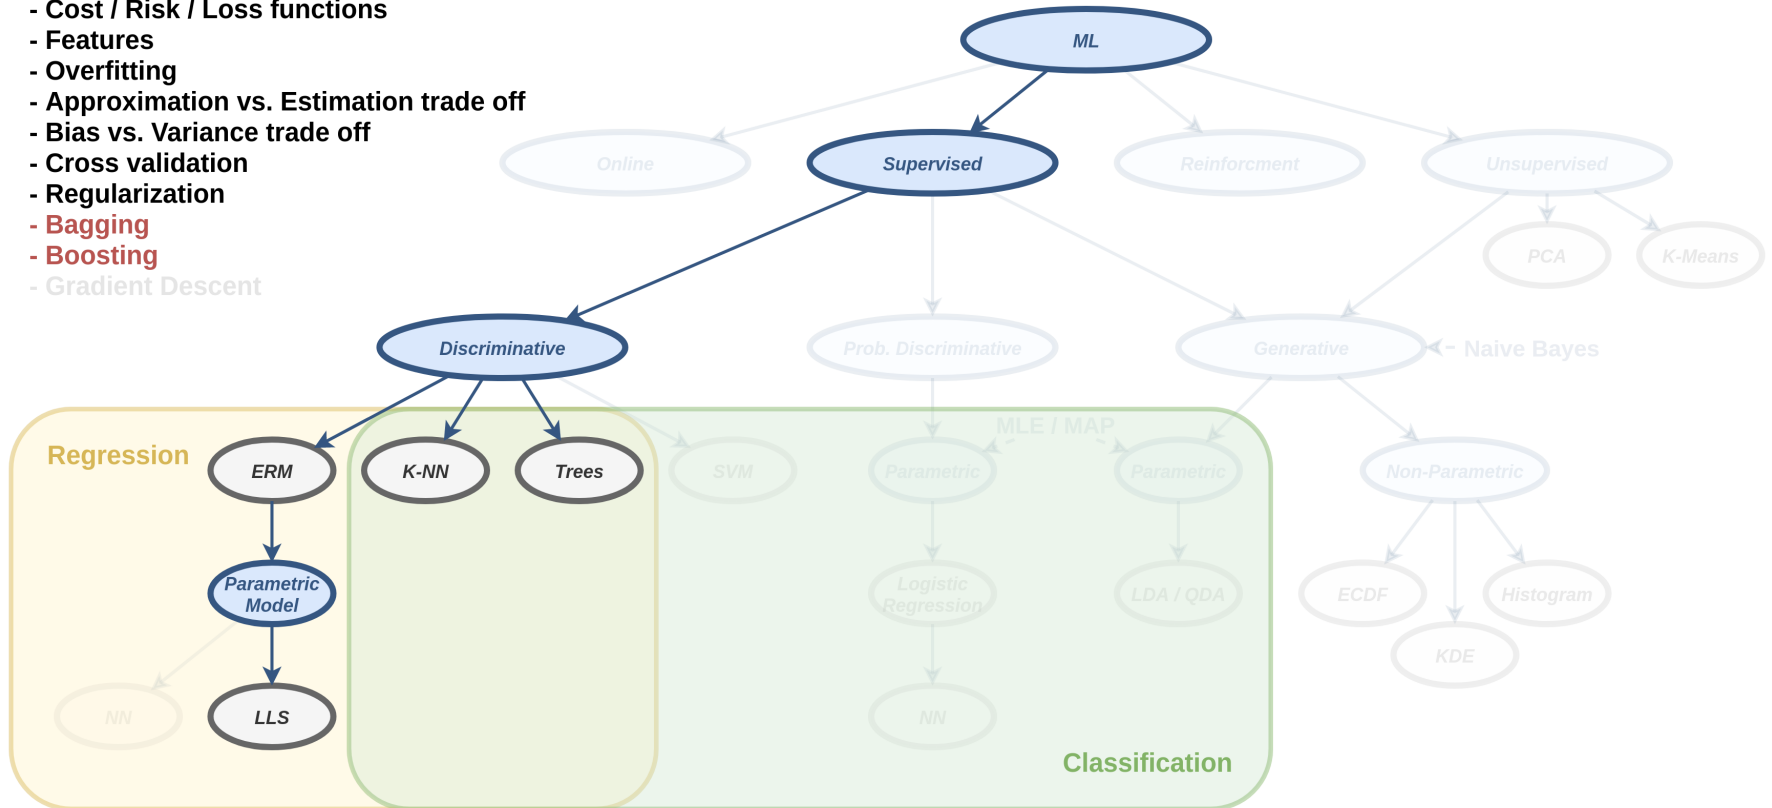 - Cost / Risk / Loss functions
- Features
- Overfitting
- Approximation vs. Estimation trade off
- Bias vs. Variance trade off
- Cross validation
- Regularization
- Bagging
- Boosting
- Gradient Descent
ML
Online
Supervised
Reinforcment
Unsupervised
PCA
K-Means
Discriminative
Prob. Discriminative
Generative
Naive Bayes
MLE / MAP
Regression
ERM
K-NN
Trees
SVM
Parametric
Parametric
Non-Parametric
Parametric
Model
Logistic
Regression
LDA / QDA
ECDF
Histogram
KDE
NN
LLS
NN
Classification